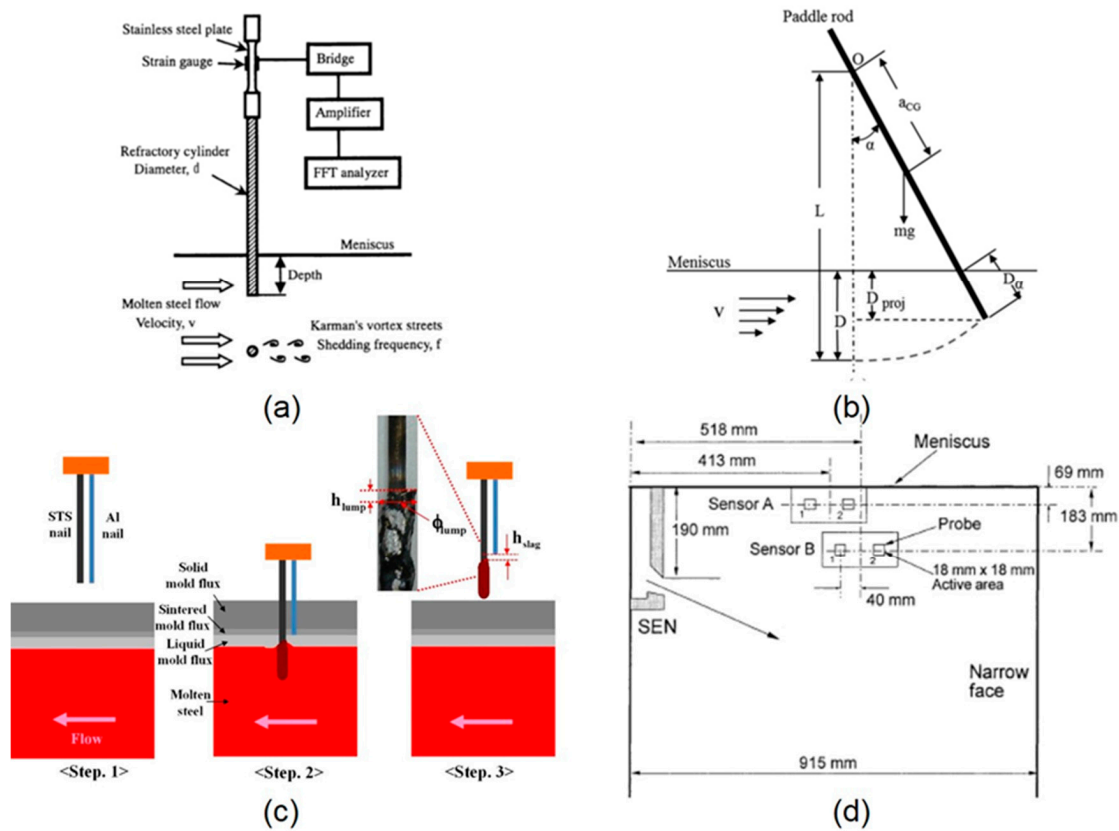 Stainless steel plate
Strain gauge
Bridge
Amplifier
FFT analyzer
Refractory cylinder
Diameter, d
Meniscus
Depth
Molten steel flow
Velocity, v
Karman's vortex streets
Shedding frequency, f
(a)
Paddle rod
O
aCG
α
L
mg
Meniscus
Dα
D proj
D
V
(b)
STS
nail
Al
nail
hlump
ϕlump
hslag
Solid
mold flux
Sintered
mold flux
Liquid
mold flux
Molten
steel
Flow
<Step. 1>
<Step. 2>
<Step. 3>
(c)
518 mm
413 mm
Meniscus
69 mm
183 mm
190 mm
Sensor A
1
2
Sensor B
1
2
Probe
18 mm x 18 mm
Active area
40 mm
SEN
Narrow
face
915 mm
(d)